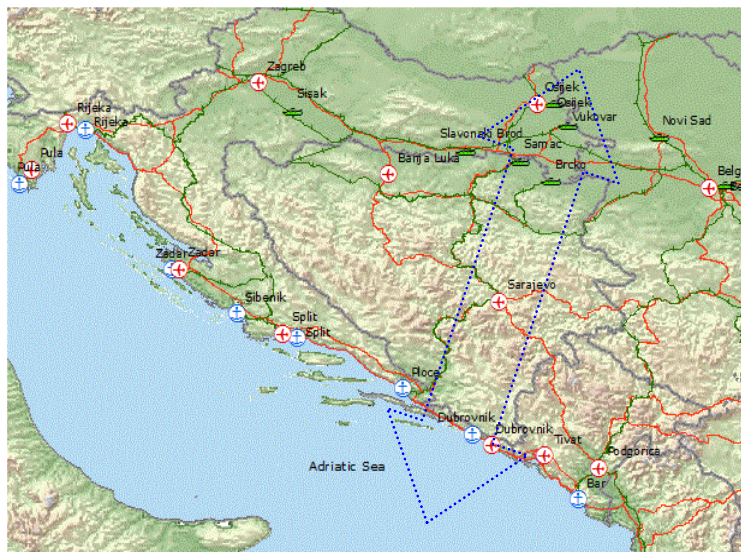 Zagreb
Sisak
Osijek
Osijek
Vukovar
Rijeka
Rijeka
Slavonski Brod
Samac
Novi Sad
Pula
Pula
Banja Luka
Brcko
Zadar
Zadar
Sarajevo
Sibenik
Split
Split
Ploce
Dubrovnik
Dubrovnik
Tivat
Podgorica
Adriatic Sea
Bar